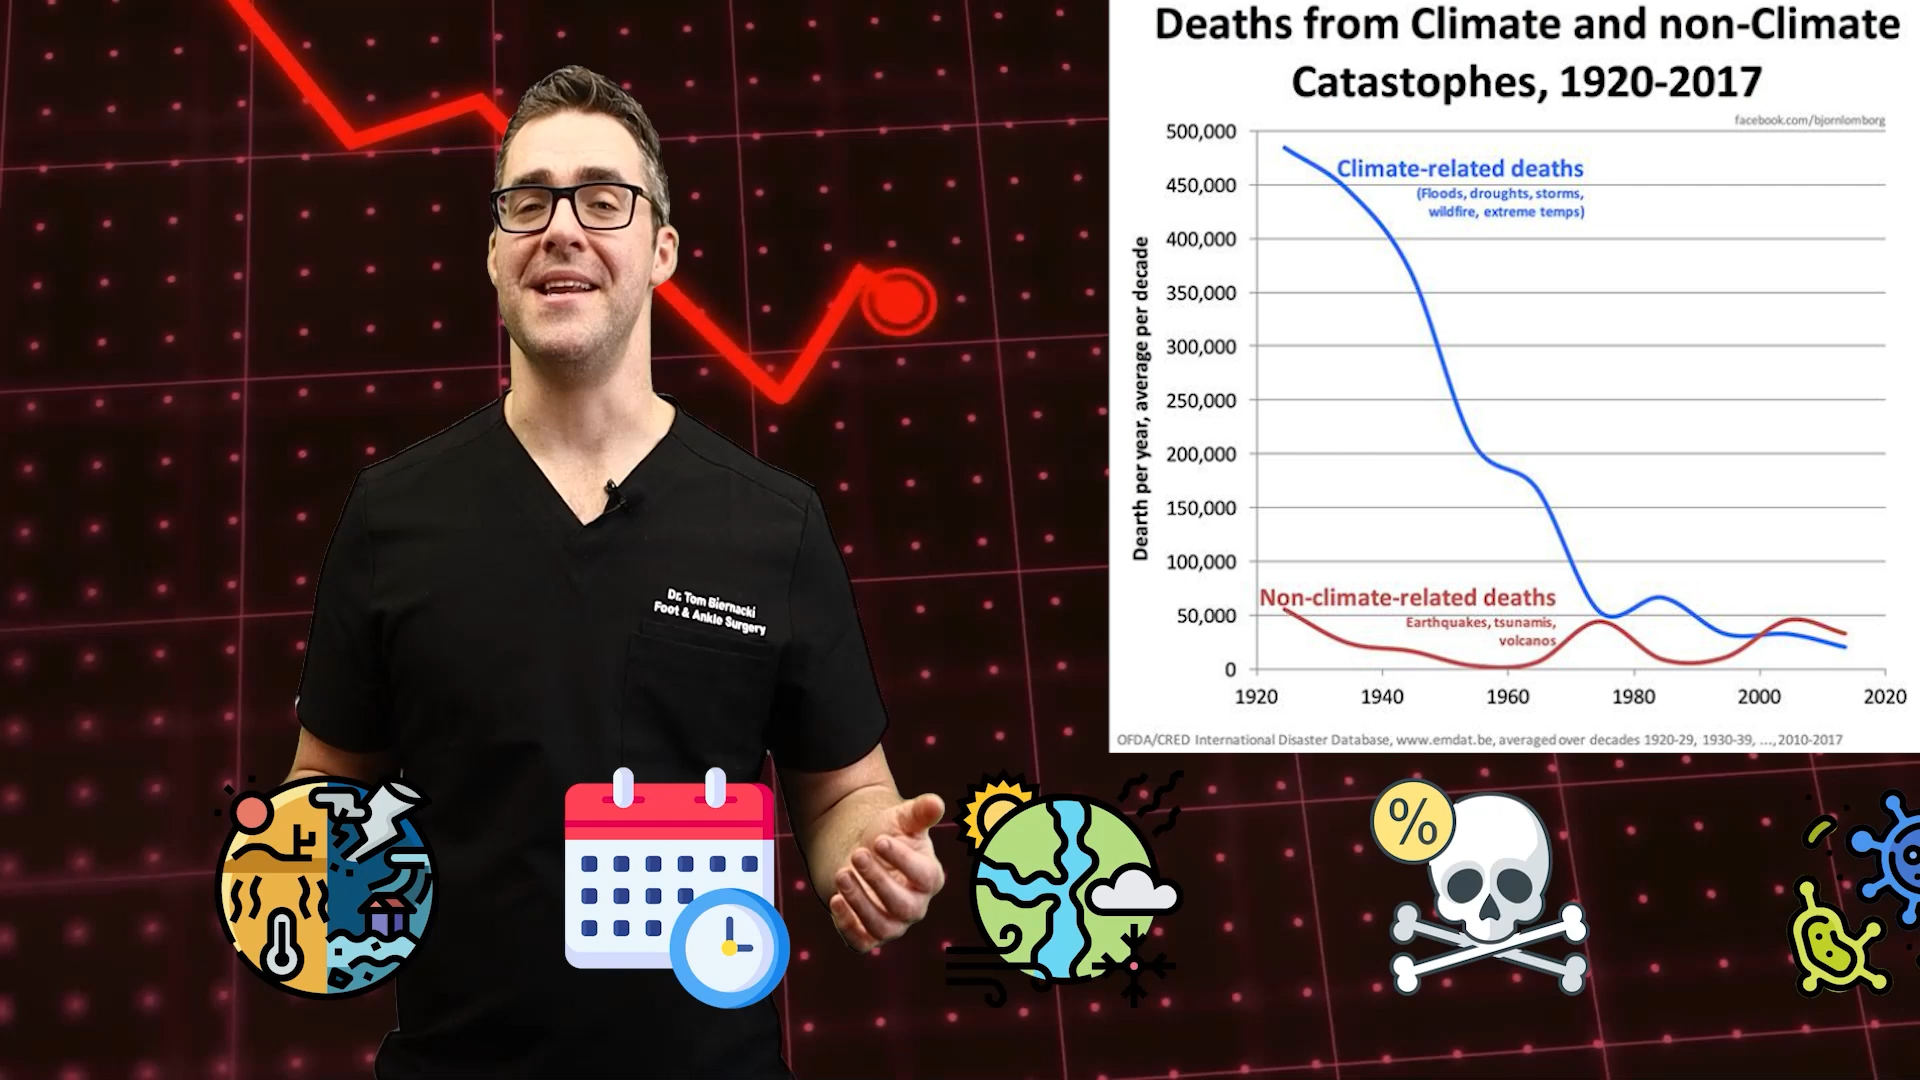 Deaths from Climate and non-Climate
Catastophes, 1920-2017
facebook.com/bjornlomborg
500,000
450,000
400,000
350,000
300,000
250,000
200,000
150,000
100,000
50,000
0
Dearth per year, average per decade
Climate-related deaths
(Floods, droughts, storms,
wildfire, extreme temps)
Non-climate-related deaths
Earthquakes, tsunamis,
volcanos
1920
1940
1960
1980
2000
2020
OFDA/CRED International Disaster Database, www.emdat.be, averaged over decades 1920-29, 1930-39, ...,2010-2017
Dr. Tom Biernacki
Foot & Ankle Surgery
%